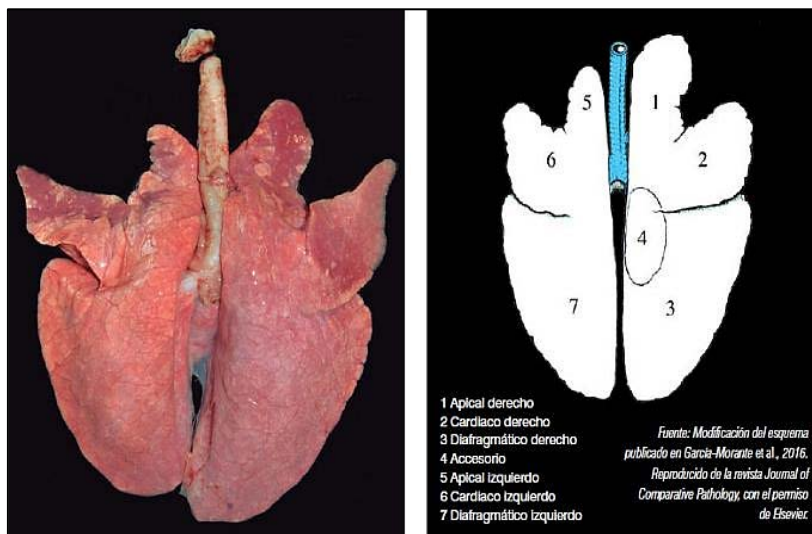 5
1
6
2
4
7
3
1 Apical derecho
2 Cardiaco derecho
3 Diafragmático derecho
4 Accesorio
5 Apical izquierdo
6 Cardiaco izquierdo
7 Diafragmático izquierdo
Fuente: Modificación del esquema
publicado en García-Morante et al., 2016.
Reproducido de la revista Journal of
Comparative Pathology, con el permiso
de Elsevier.